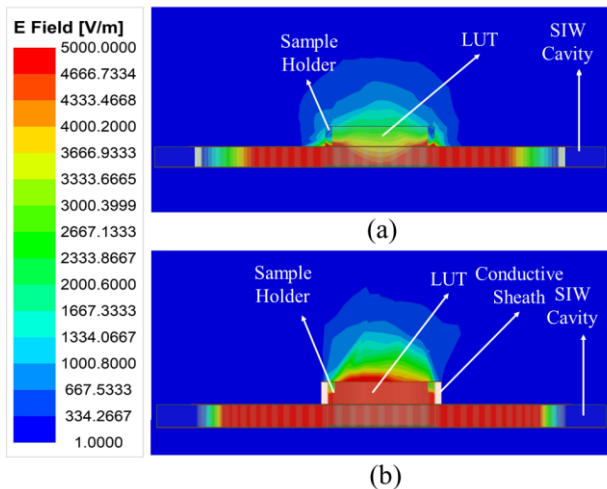 E Field [V/m]
5000.0000
4666.7334
4333.4668
4000.2000
3666.9333
3333.6665
3000.3999
2667.1333
2333.8667
2000.6000
1667.3333
1334.0667
1000.8000
667.5333
334.2667
1.0000
Sample
Holder
LUT
SIW
Cavity
(a)
Sample
Holder
LUT
Conductive
Sheath
SIW
Cavity
(b)